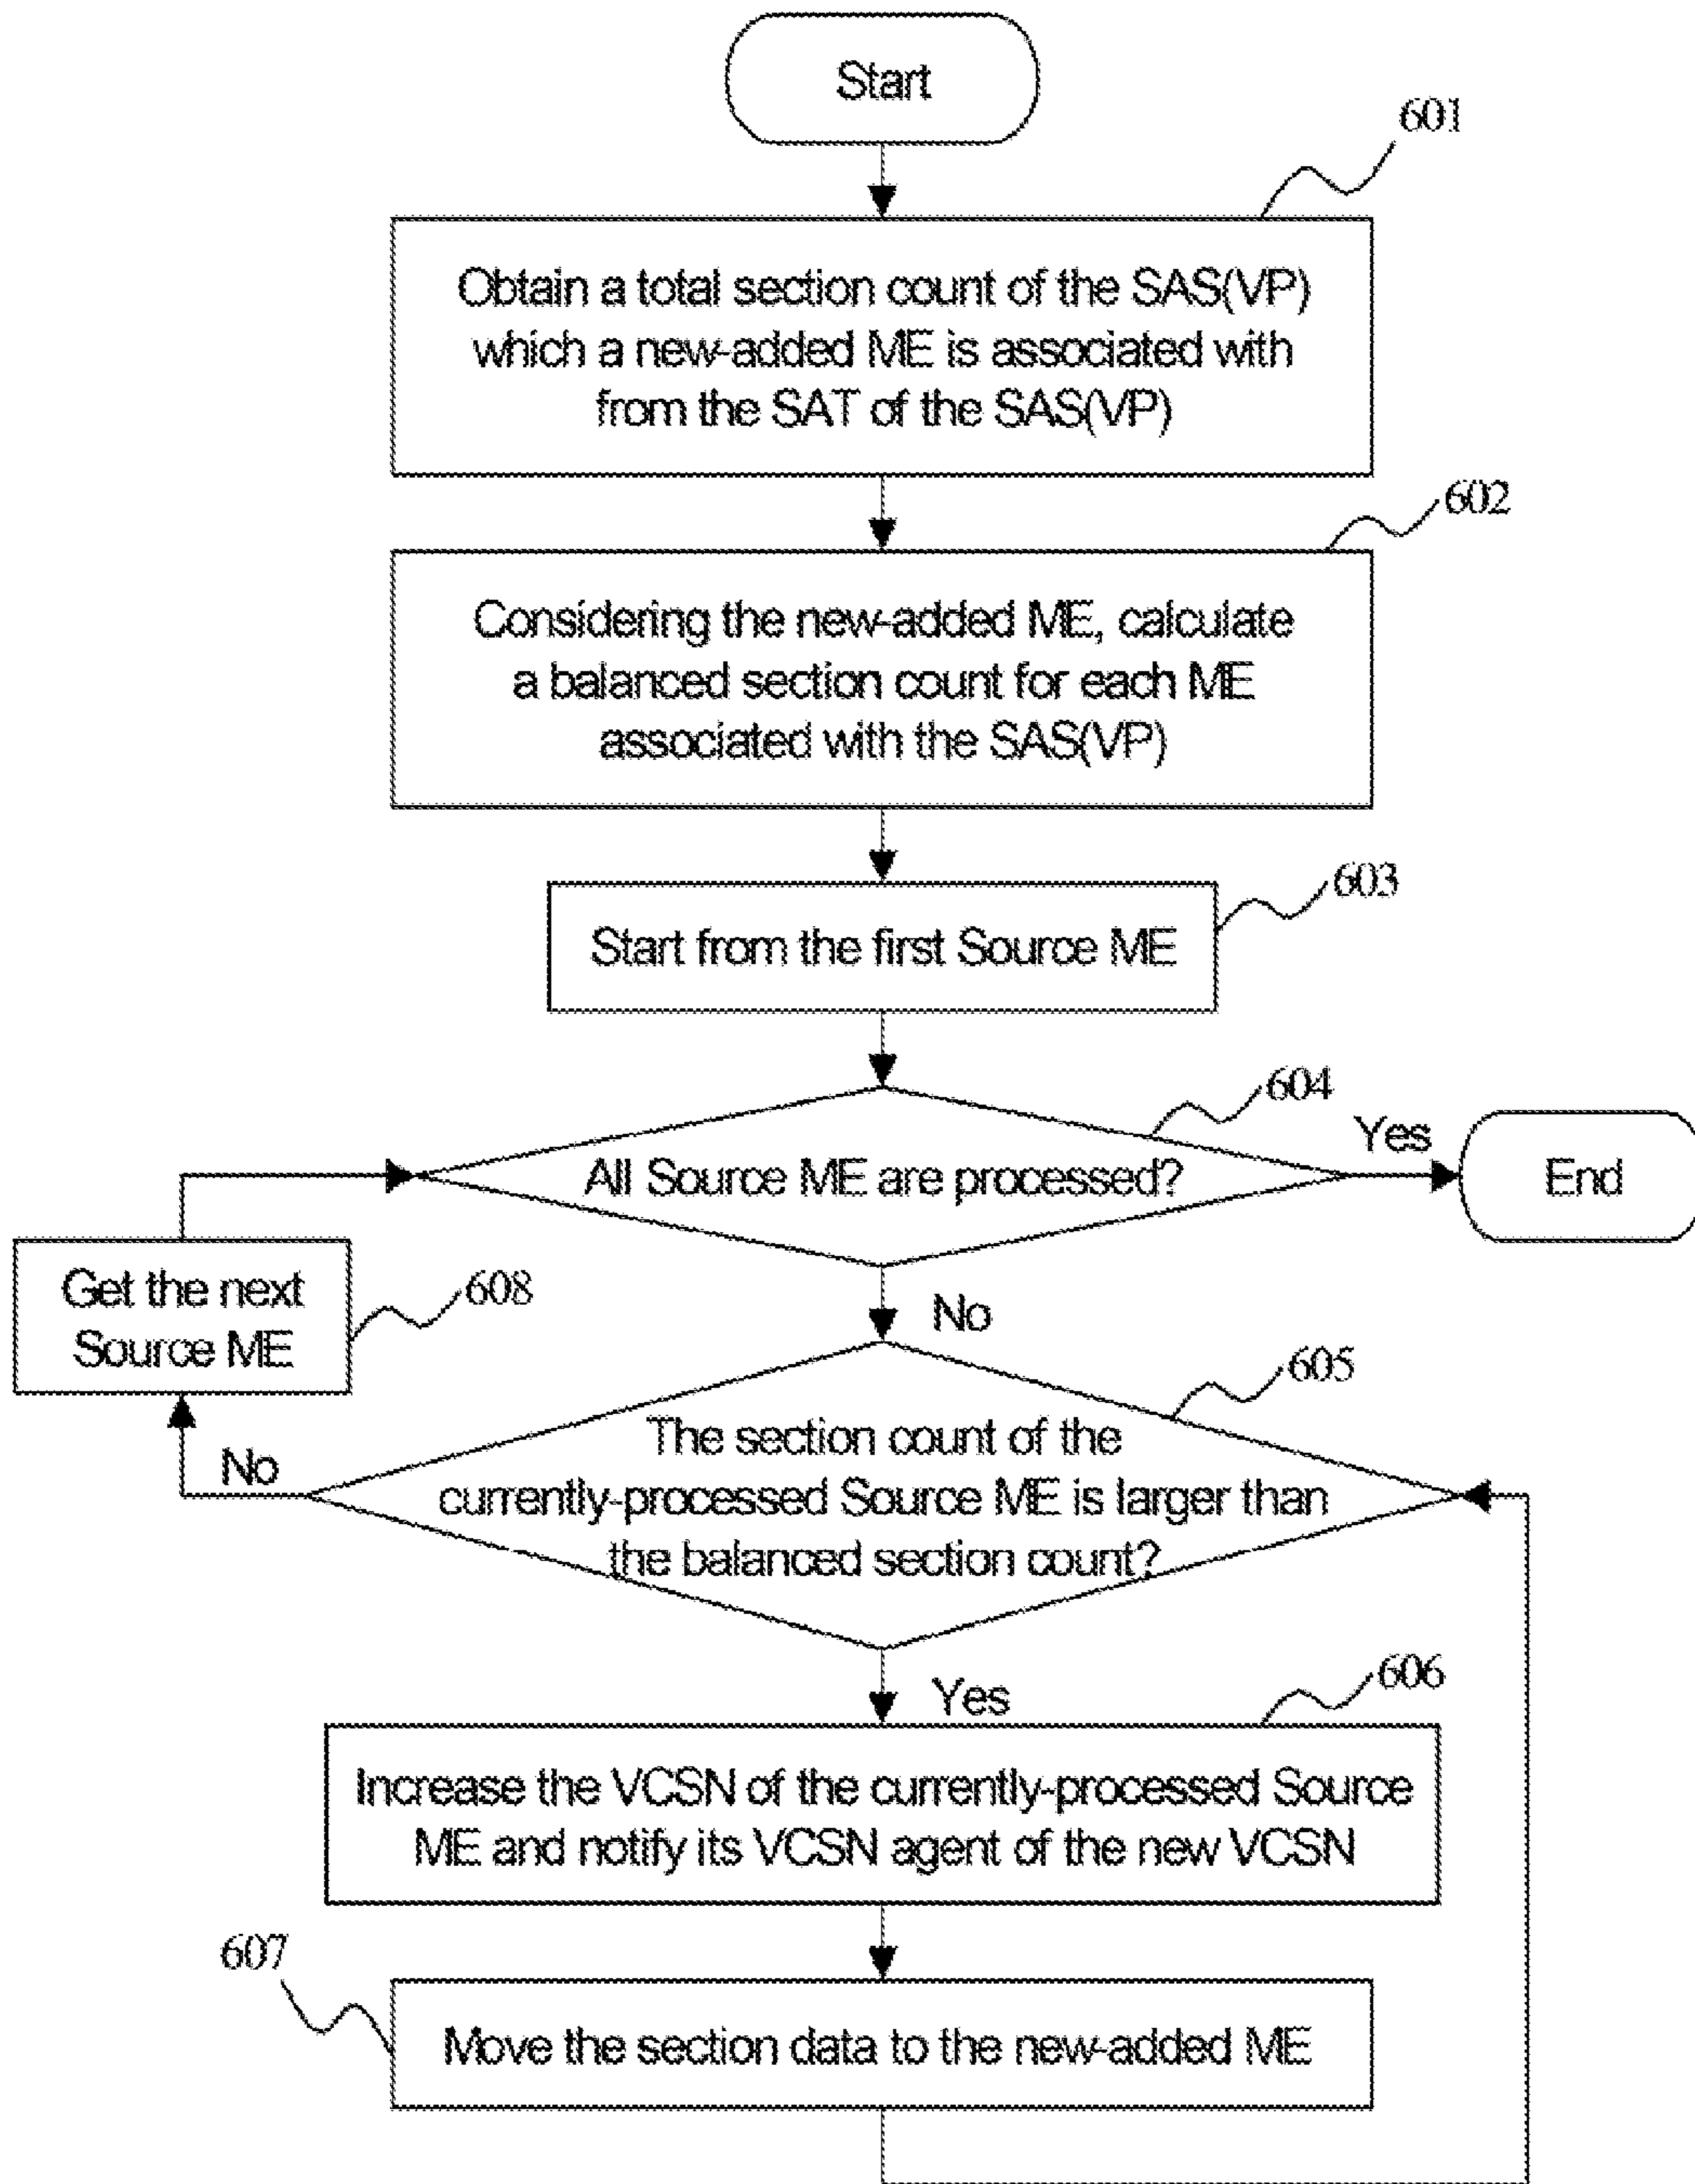 Start
601
Obtain a total section count of the SAS(VP)
which a new-added ME is associated with
from the SAT of the SAS(VP)
602
Considering the new-added ME, calculate
a balanced section count for each ME
associated with the SAS(VP)
603
Start from the first Source ME
604
All Source ME are processed?
Yes
End
Get the next
Source ME
608
No
605
The section count of the
currently-processed Source ME is larger than
the balanced section count?
No
Yes
606
Increase the VCSN of the currently-processed Source
ME and notify its VCSN agent of the new VCSN
607
Move the section data to the new-added ME